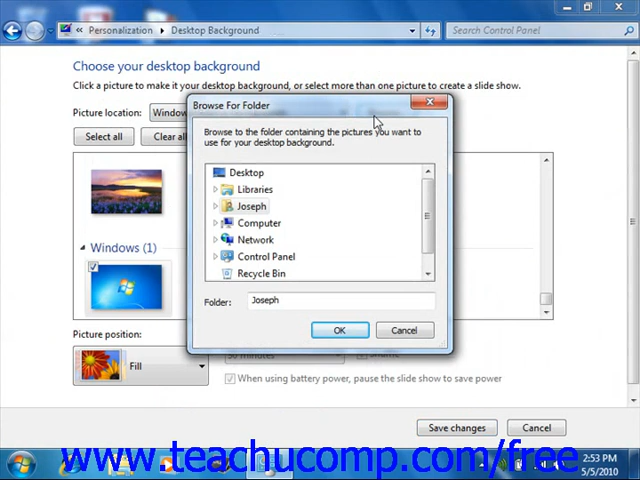 Personalization ▸ Desktop Background
Search Control Panel
Choose your desktop background
Click a picture to make it your desktop background, or select more than one picture to create a slide show.
Picture location:
Select all
Clear all
Browse For Folder
Browse to the folder containing the pictures you want to
use for your desktop background.
Desktop
Libraries
Joseph
Computer
Network
Control Panel
Recycle Bin
Folder: Joseph
OK
Cancel
Windows (1)
Picture position:
Fill
30 minutes
When using battery power, pause the slide show to save power
Save changes
Cancel
www.teachucomp.com/free
2:53 PM
5/5/2010